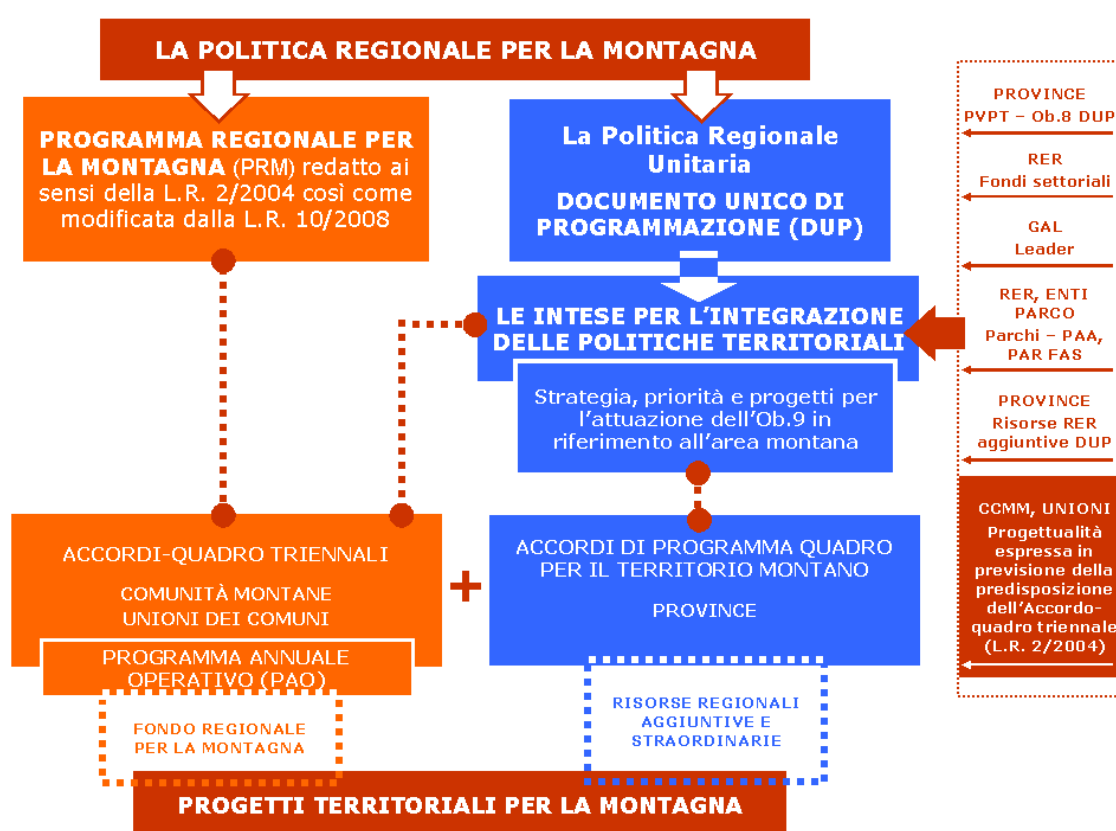 LA POLITICA REGIONALE PER LA MONTAGNA
PROGRAMMA REGIONALE PER
LA MONTAGNA (PRM) redatto ai
sensi della L.R. 2/2004 così come
modificata dalla L.R. 10/2008
La Politica Regionale
Unitaria
DOCUMENTO UNICO DI
PROGRAMMAZIONE (DUP)
LE INTESE PER L'INTEGRAZIONE
DELLE POLITICHE TERRITORIALI
Strategia, priorità e progetti per
l'attuazione dell'Ob.9 in
riferimento all'area montana
PROVINCE
PVPT – Ob.8 DUP
RER
Fondi settoriali
GAL
Leader
RER, ENTI
PARCO
Parchi – PAA,
PAR FAS
PROVINCE
Risorse RER
aggiuntive DUP
CCMM, UNIONI
Progettualità
espressa in
previsione della
predisposizione
dell'Accordo-
quadro triennale
(L.R. 2/2004)
ACCORDI-QUADRO TRIENNALI
COMUNITÀ MONTANE
UNIONI DEI COMUNI
PROGRAMMA ANNUALE
OPERATIVO (PAO)
FONDO REGIONALE
PER LA MONTAGNA
+
ACCORDI DI PROGRAMMA QUADRO
PER IL TERRITORIO MONTANO
PROVINCE
RISORSE REGIONALI
AGGIUNTIVE E
STRAORDINARIE
PROGETTI TERRITORIALI PER LA MONTAGNA